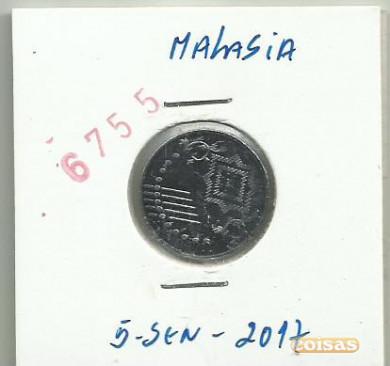 MALASIA
6755
5-SEN-2017
coisas